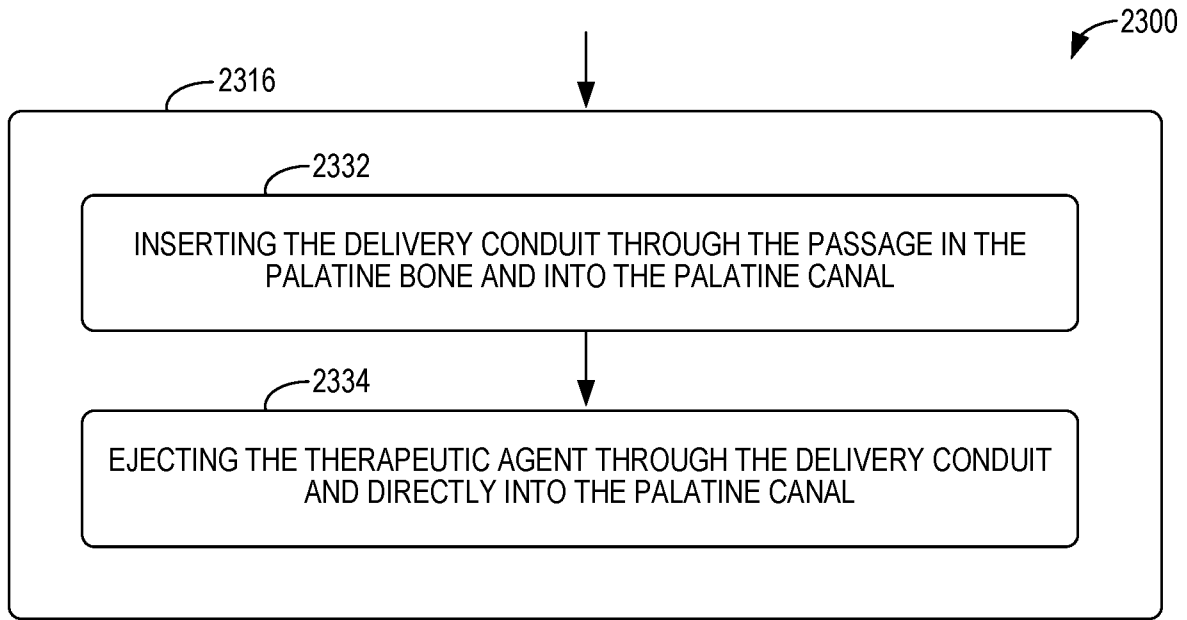 2300
2316
2332
INSERTING THE DELIVERY CONDUIT THROUGH THE PASSAGE IN THE
PALATINE BONE AND INTO THE PALATINE CANAL
2334
EJECTING THE THERAPEUTIC AGENT THROUGH THE DELIVERY CONDUIT
AND DIRECTLY INTO THE PALATINE CANAL